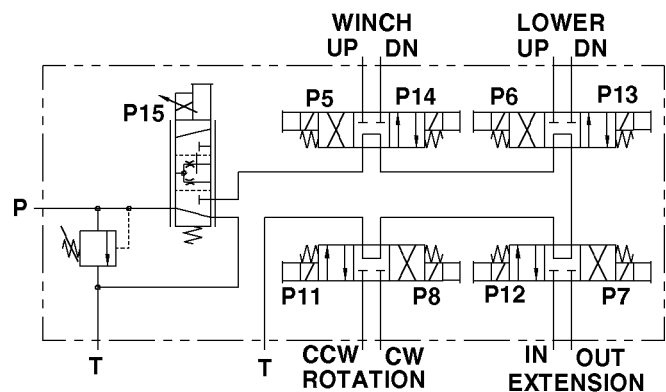 WINCH
UP DN
LOWER
UP DN
P15
P5
P14
P6
P13
P
P11
P8
P12
P7
T
T
CCW CW
ROTATION
IN OUT
EXTENSION